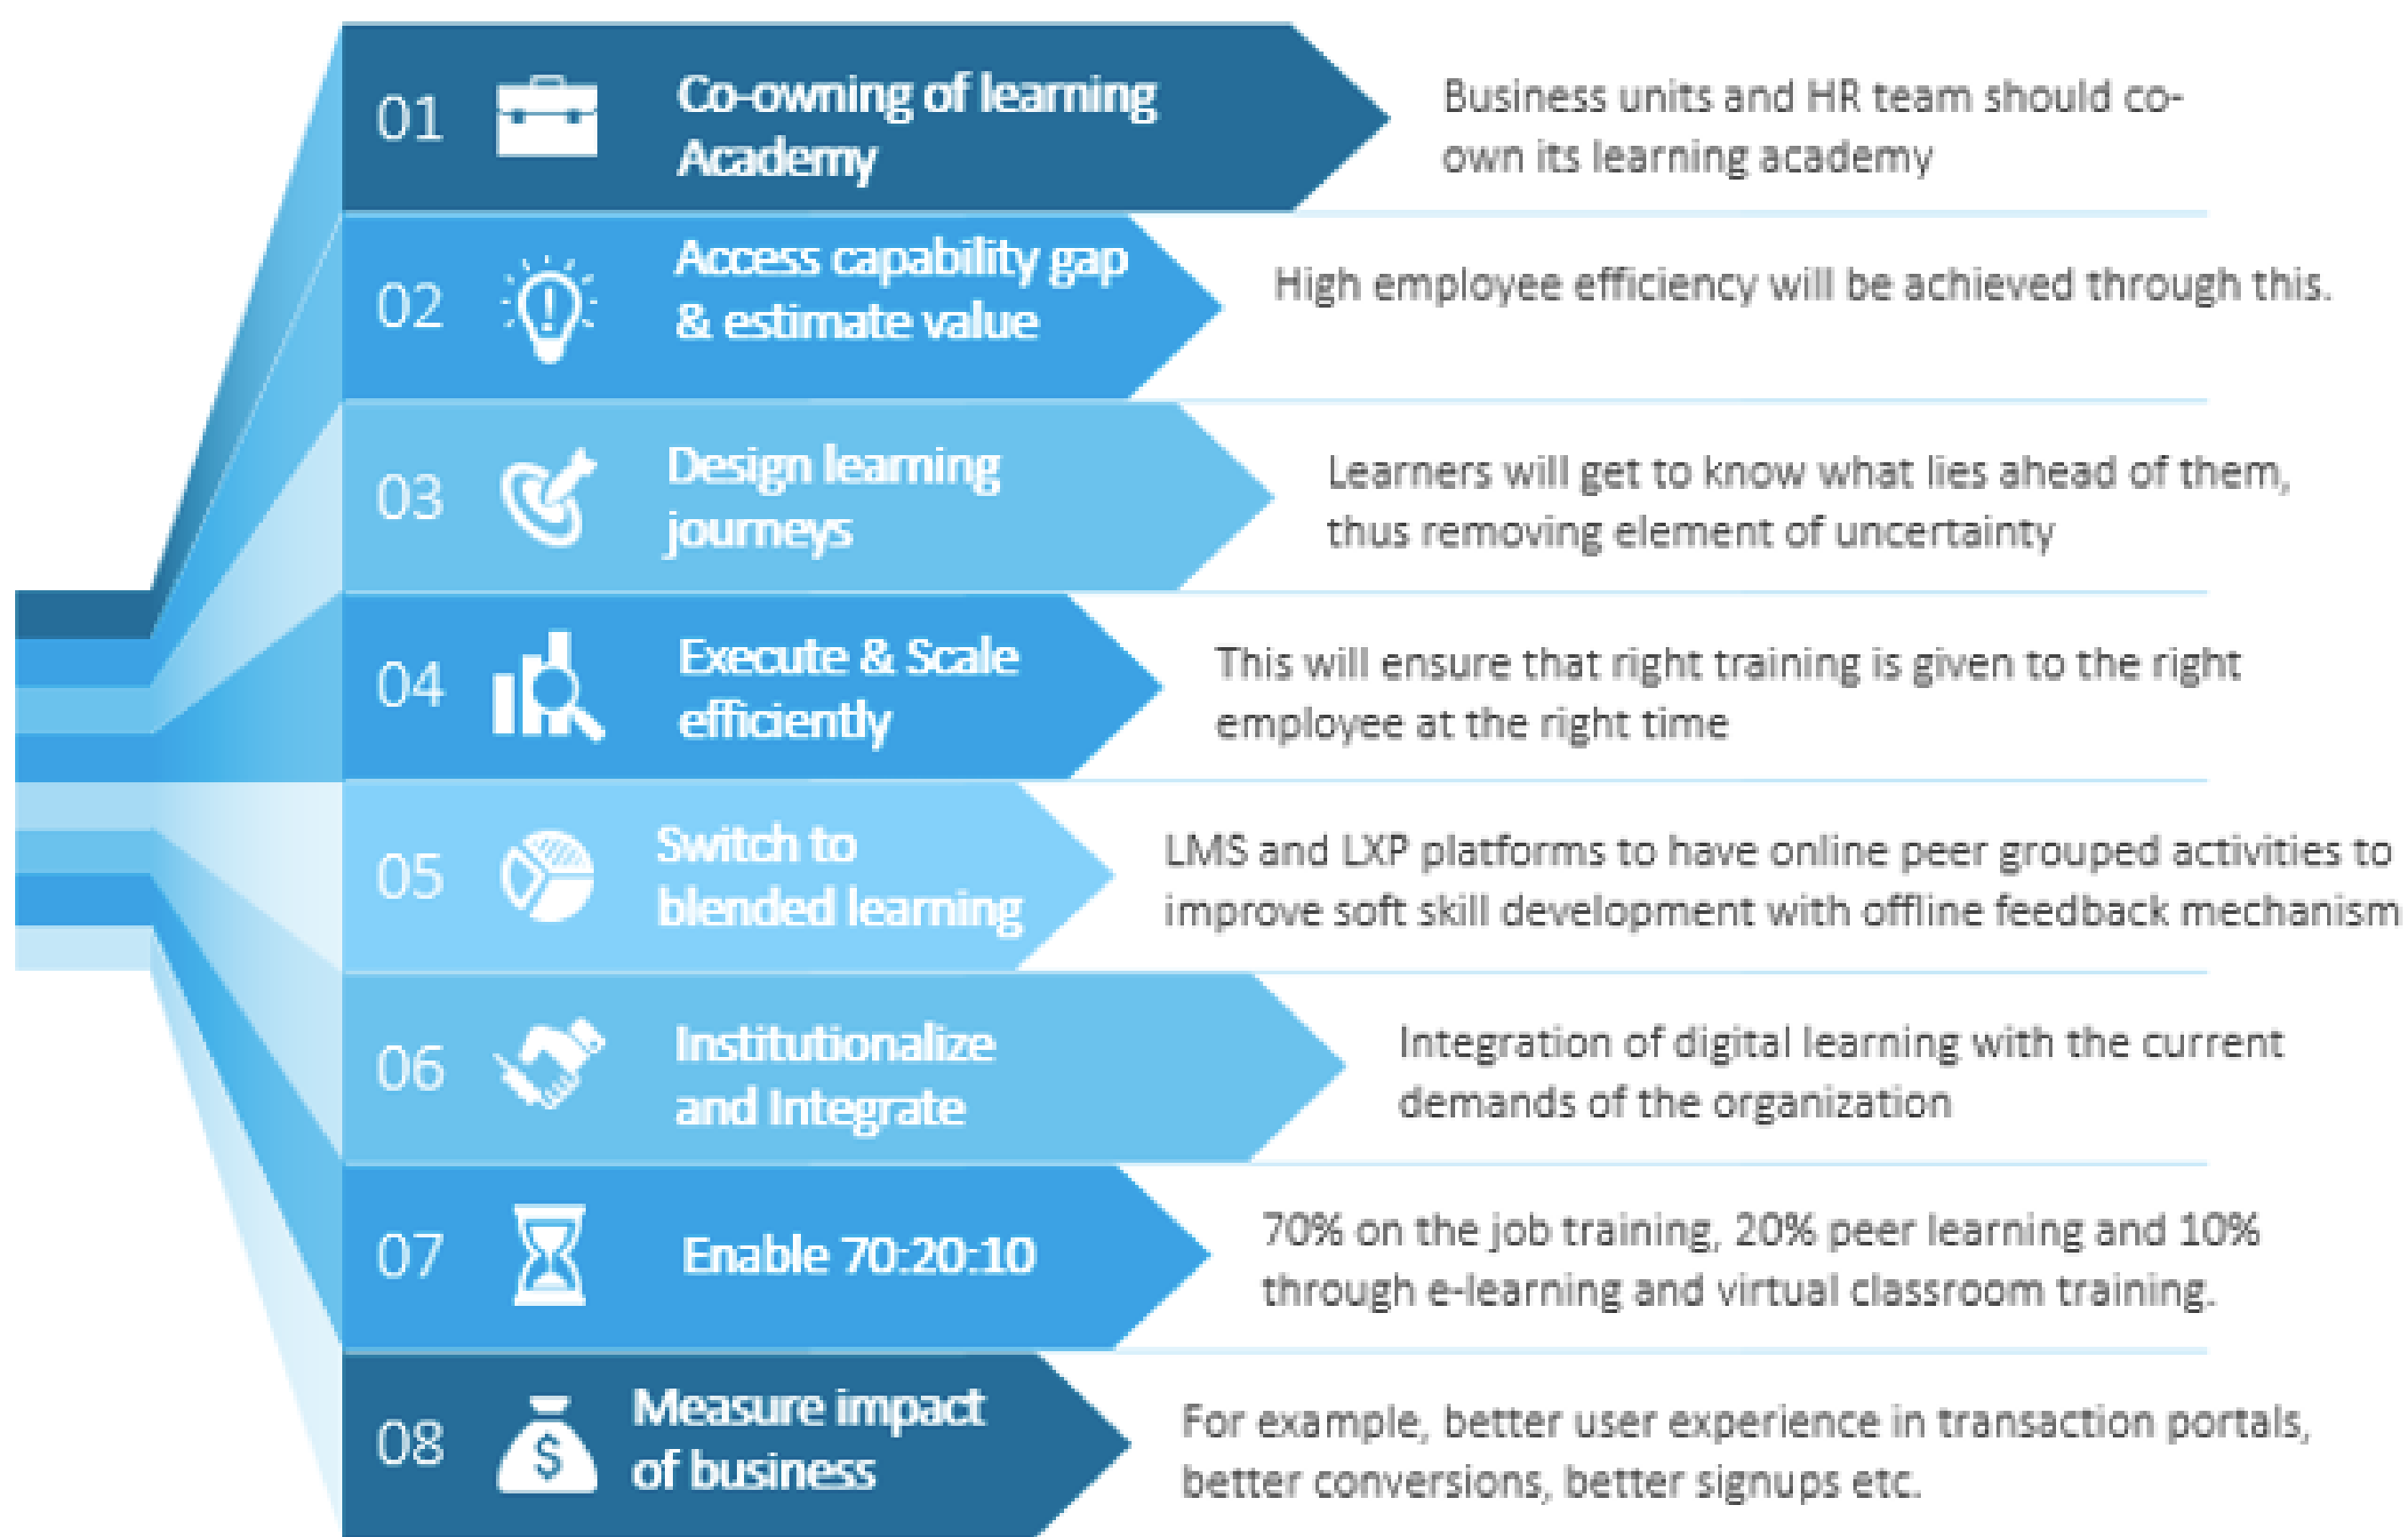 01
Co-owning of learning
Academy
Business units and HR team should co-
own its learning academy
02
Access capability gap
& estimate value
High employee efficiency will be achieved through this.
03
Design learning
journeys
Learners will get to know what lies ahead of them,
thus removing element of uncertainty
04
Execute & Scale
efficiently
This will ensure that right training is given to the right
employee at the right time
05
Switch to
blended learning
LMS and LXP platforms to have online peer grouped activities to
improve soft skill development with offline feedback mechanism
06
Institutionalize
and Integrate
Integration of digital learning with the current
demands of the organization
07
Enable 70:20:10
70% on the job training, 20% peer learning and 10%
through e-learning and virtual classroom training.
08
$
Measure impact
of business
For example, better user experience in transaction portals,
better conversions, better signups etc.